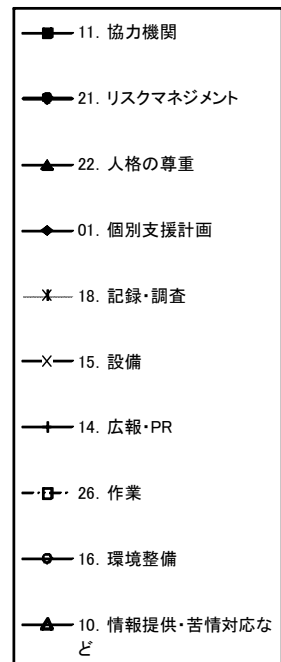 11. 協力機関
21. リスクマネジメント
22. 人格の尊重
01. 個別支援計画
18. 記録・調査
15. 設備
14. 広報・PR
26. 作業
16. 環境整備
10. 情報提供・苦情対応な
ど